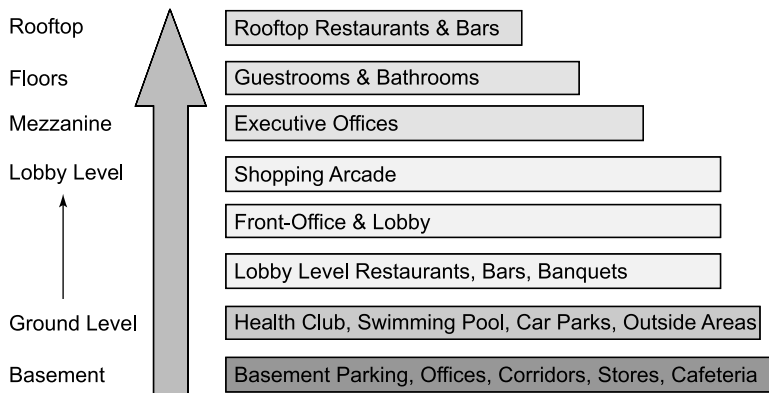 Rooftop
Rooftop Restaurants & Bars
Floors
Guestrooms & Bathrooms
Mezzanine
Executive Offices
Lobby Level
Shopping Arcade
Front-Office & Lobby
Lobby Level Restaurants, Bars, Banquets
Ground Level
Health Club, Swimming Pool, Car Parks, Outside Areas
Basement
Basement Parking, Offices, Corridors, Stores, Cafeteria